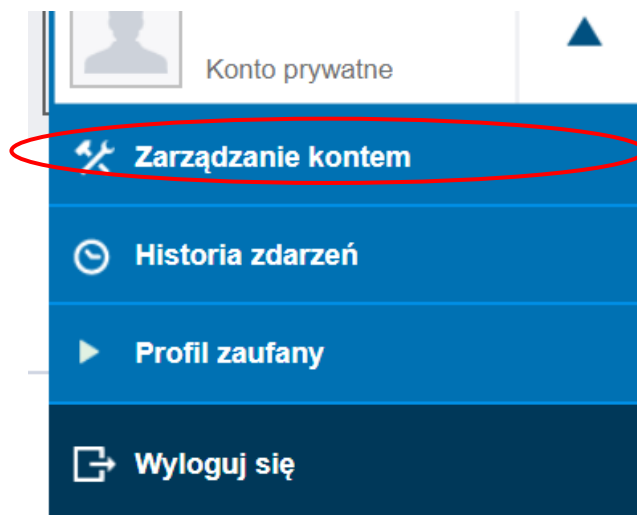 Konto prywatne
Zarządzanie kontem
Historia zdarzeń
Profil zaufany
Wyloguj się